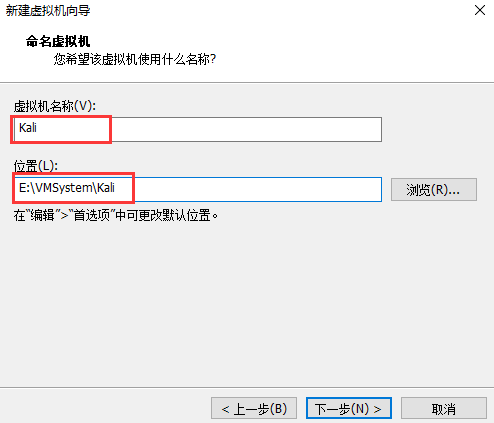 新建虚拟机向导
命名虚拟机
您希望该虚拟机使用什么名称?
虚拟机名称(V):
Kali
位置(L):
E:\VMSystem\Kali
浏览(R)...
在“编辑”>“首选项”中可更改默认位置。
< 上一步(B)
下一步(N) >
取消